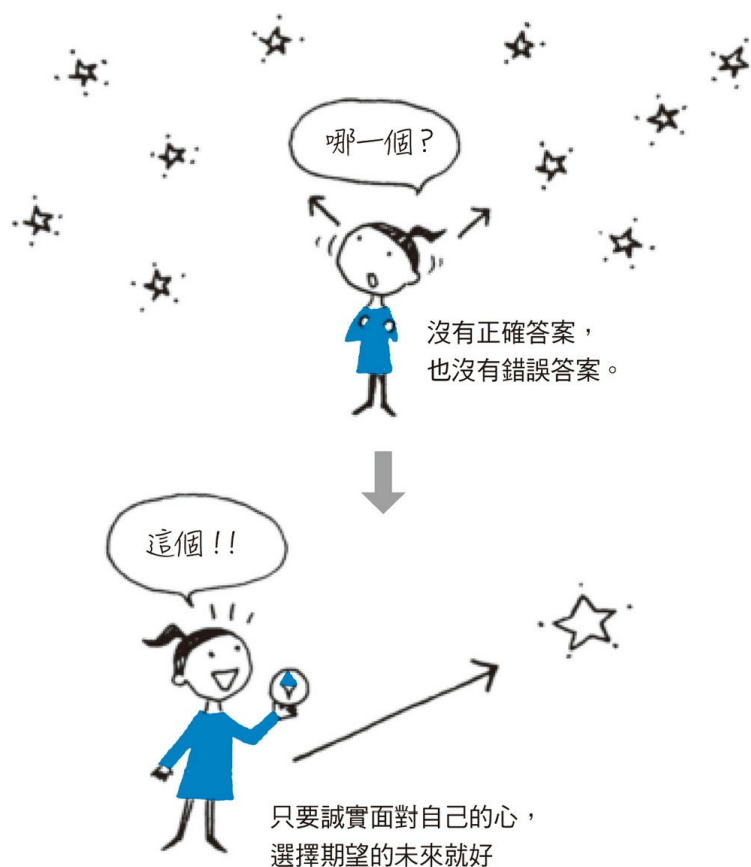 哪一個?
沒有正確答案，
也沒有錯誤答案。
這個!!
只要誠實面對自己的心，
選擇期望的未來就好